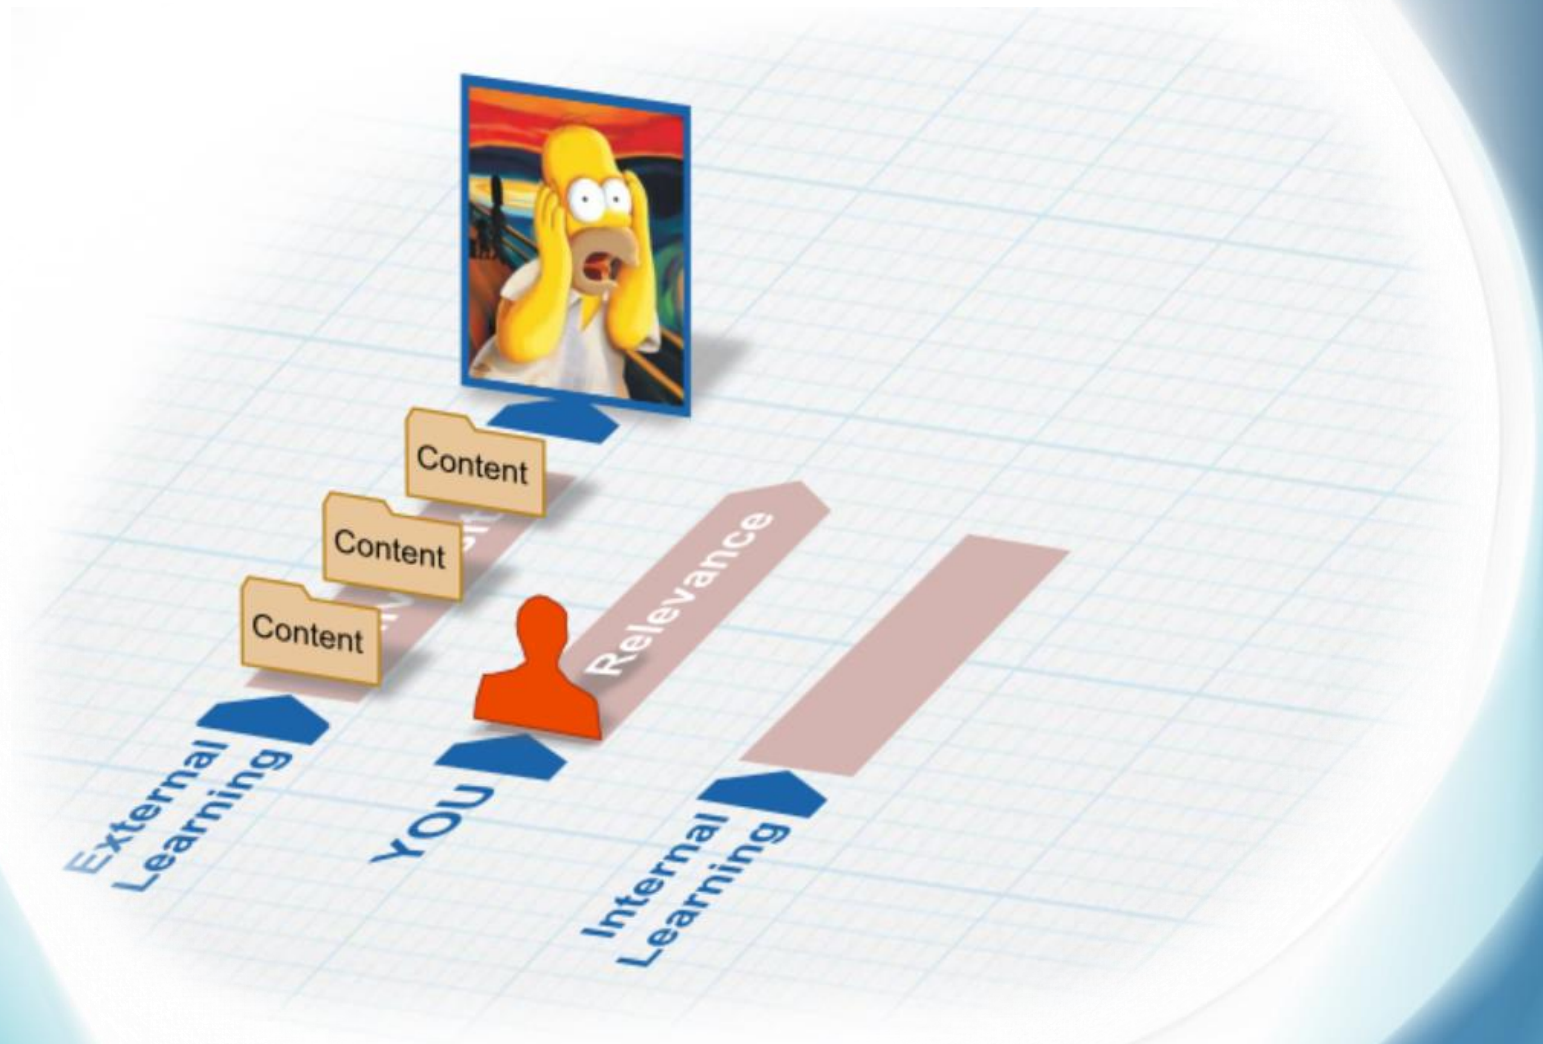 Content
Content
Content
Relevance
External
Learning
YOU
Internal
Learning